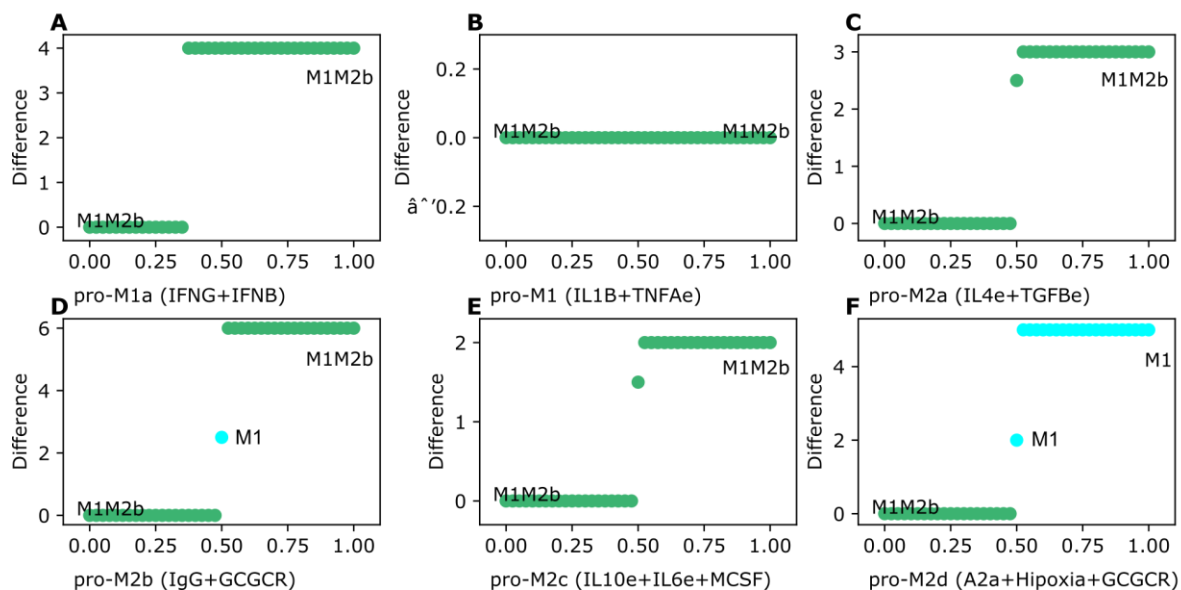 A
B
C
4
3
2
1
0
Difference
M1M2b
M1M2b
0.00 0.25 0.50 0.75 1.00
pro-M1a (IFNG+IFNB)
0.2
0.0
âˆ’0.2
Difference
M1M2b
M1M2b
0.00 0.25 0.50 0.75 1.00
pro-M1 (IL1B+TNFAe)
3
2
1
0
Difference
M1M2b
M1M2b
0.00 0.25 0.50 0.75 1.00
pro-M2a (IL4e+TGFBe)
D
E
F
6
4
2
0
Difference
M1M2b
M1
M1M2b
0.00 0.25 0.50 0.75 1.00
pro-M2b (IgG+GCGCR)
2
1
0
Difference
M1M2b
M1M2b
0.00 0.25 0.50 0.75 1.00
pro-M2c (IL10e+IL6e+MCSF)
4
2
0
Difference
M1
M1
M1M2b
0.00 0.25 0.50 0.75 1.00
pro-M2d (A2a+Hipoxia+GCGCR)